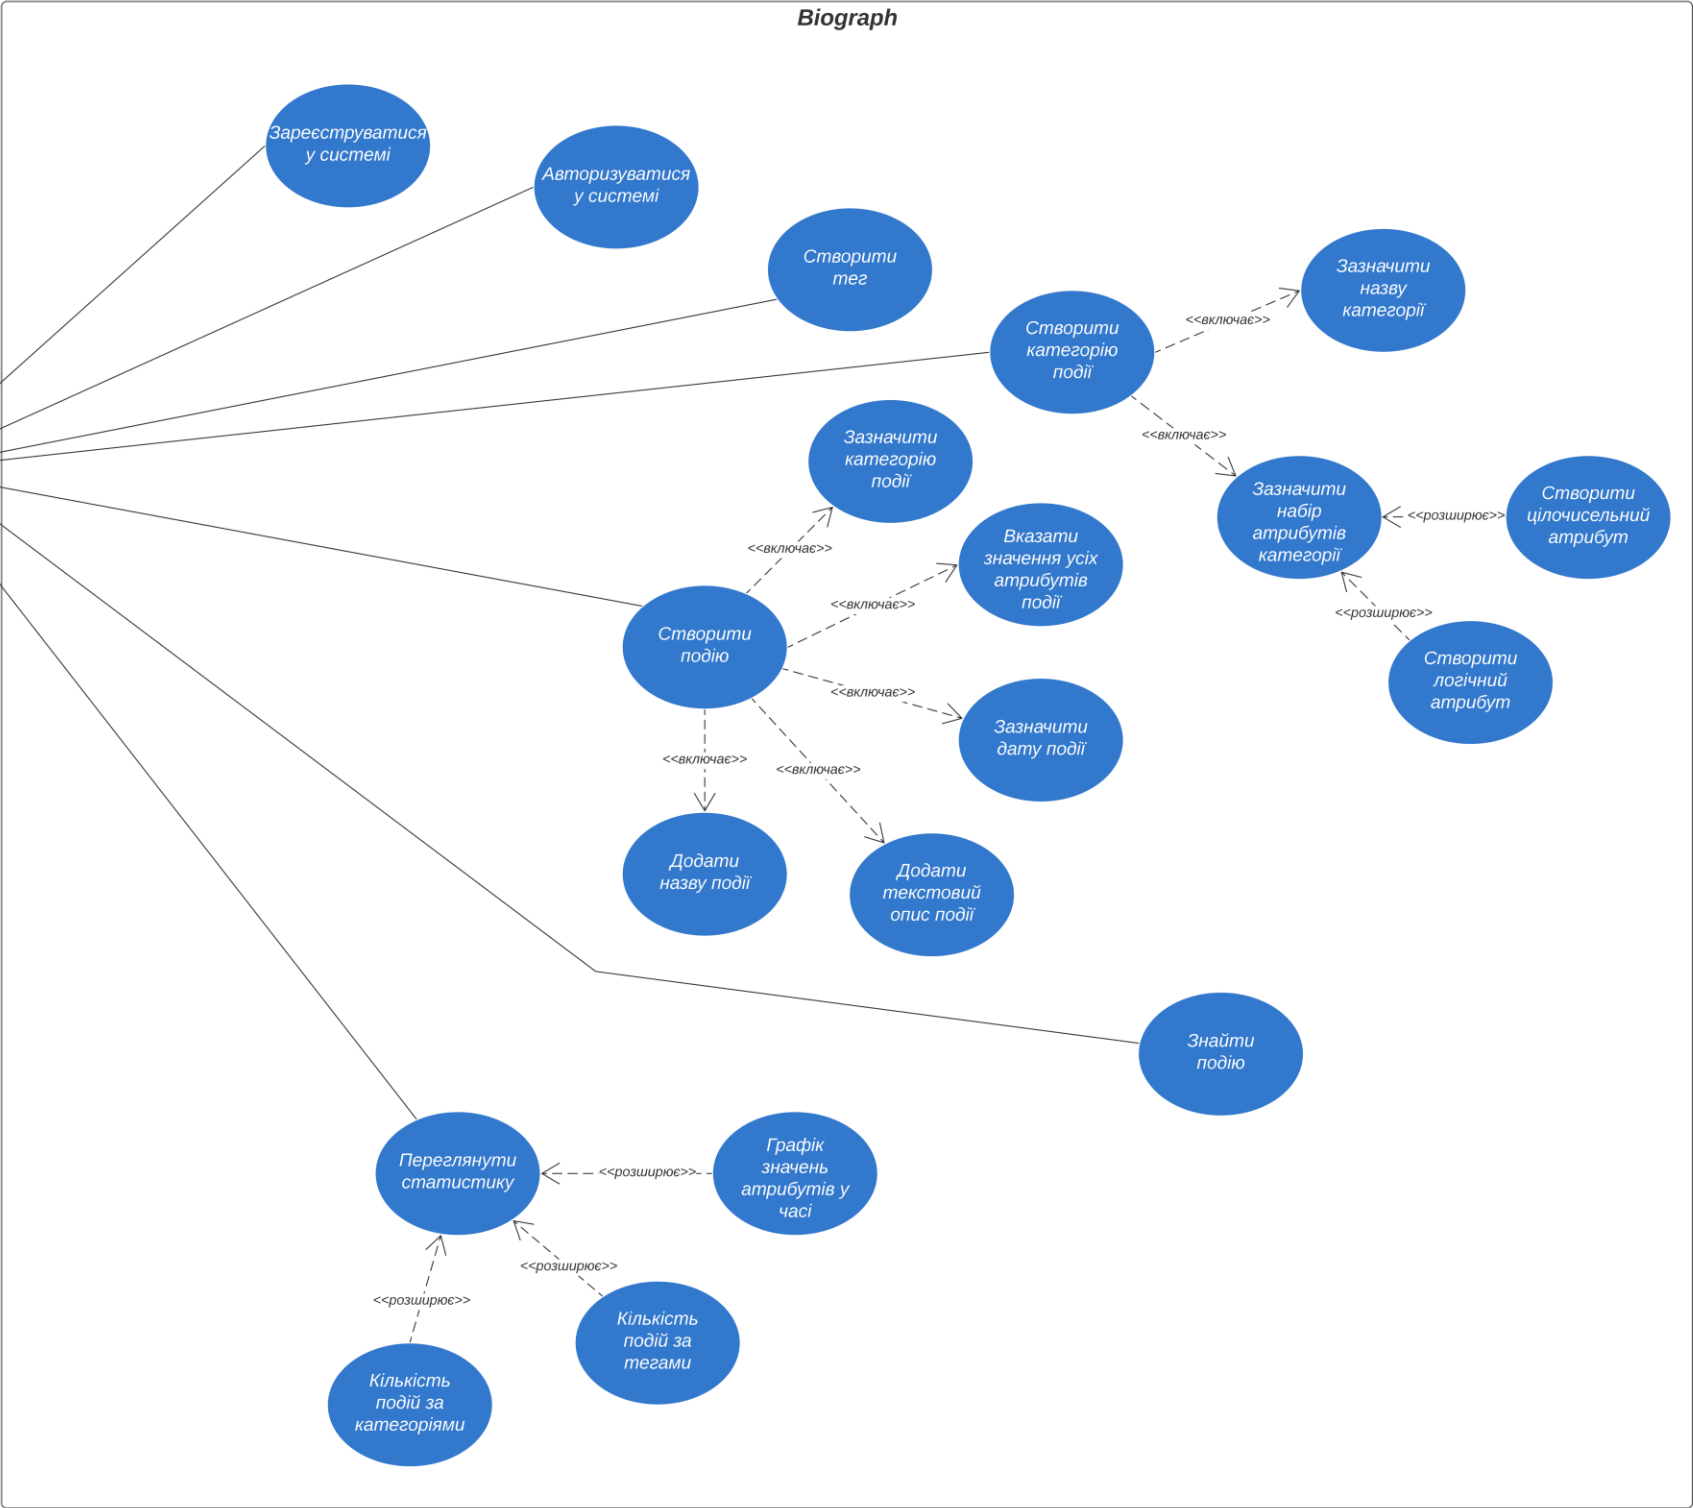 Biograph
Зареєструватися
у системі
Авторизуватися
у системі
Створити
тег
Зазначити
назву
категорії
<<включає>>
Створити
категорію
події
<<включає>>
Зазначити
категорію
події
Зазначити
набір
атрибутів
категорії
<<розширює>>
Створити
цілочисельний
атрибут
<<включає>>
Вказати
значення усіх
атрибутів
події
<<включає>>
<<розширює>>
Створити
подію
Створити
логічний
атрибут
<<включає>>
Зазначити
дату події
<<включає>>
<<включає>>
Додати
назву події
Додати
текстовий
опис події
Знайти
подію
Переглянути
статистику
<<розширює>>
Графік
значень
атрибутів у
часі
<<розширює>>
<<розширює>>
Кількість
подій за
тегами
Кількість
подій за
категоріями